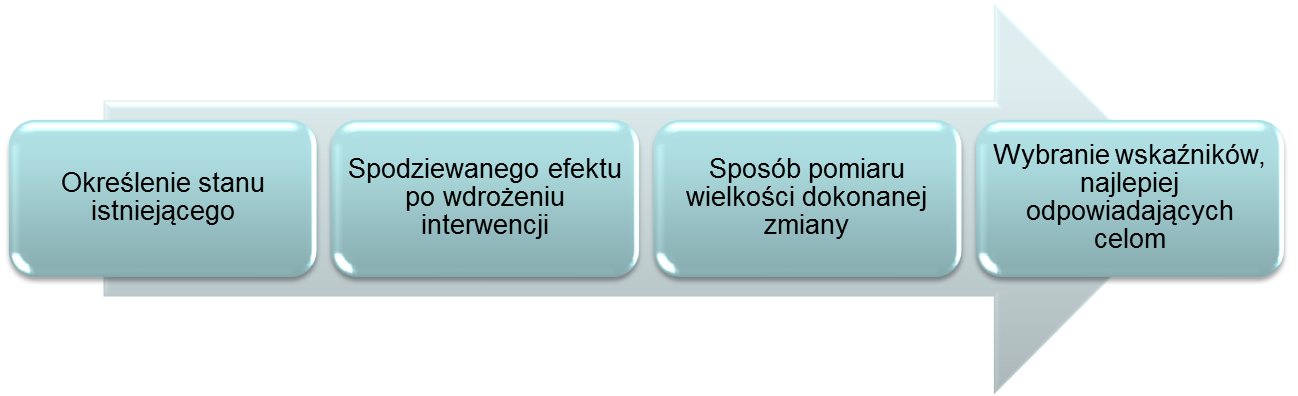 Określenie stanu
istniejącego
Spodziewanego efektu
po wdrożeniu
interwencji
Sposób pomiaru
wielkości dokonanej
zmiany
Wybranie wskaźników,
najlepiej
odpowiadających
celom